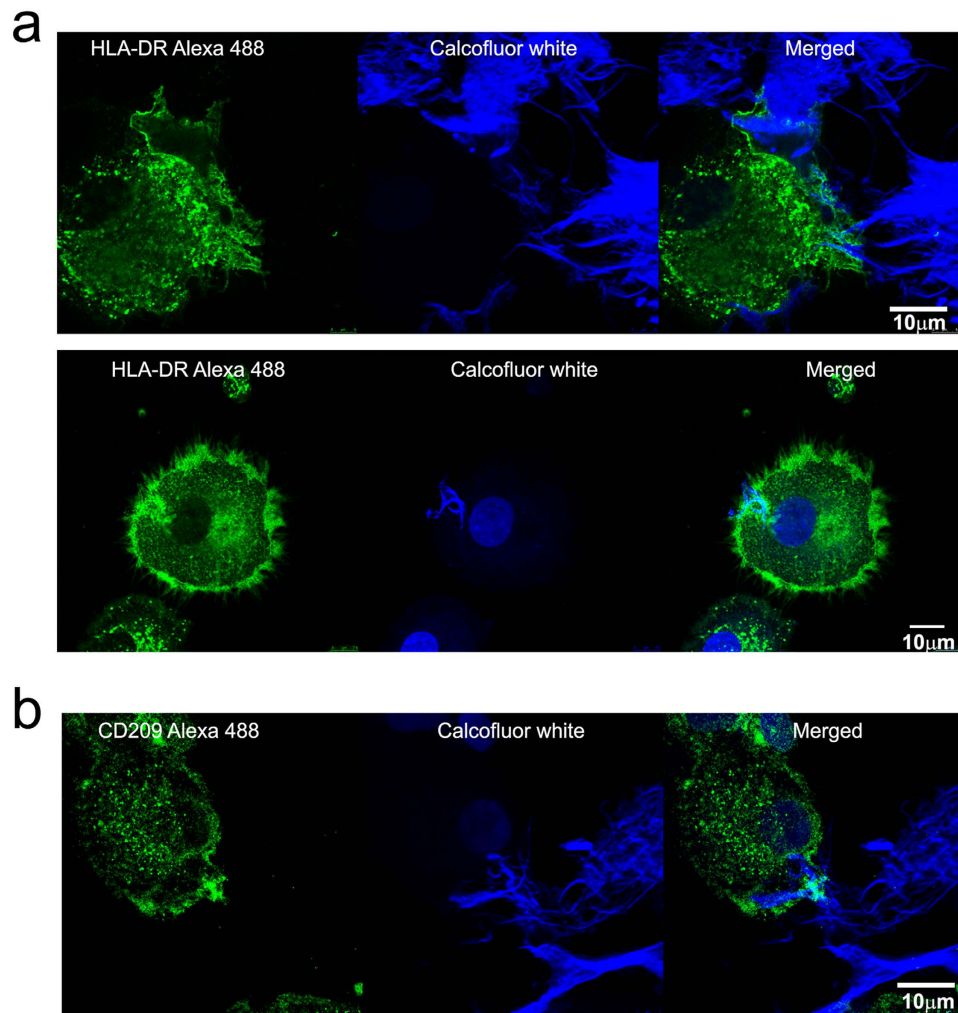 a
HLA-DR Alexa 488 Calcofluor white Merged
10μm
HLA-DR Alexa 488 Calcofluor white Merged
10μm
b
CD209 Alexa 488 Calcofluor white Merged
10μm